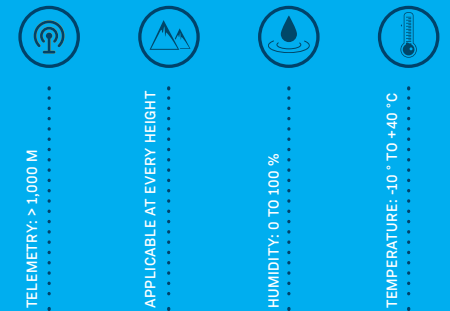 TELEMETRY: > 1,000 M
APPLICABLE AT EVERY HEIGHT
HUMIDITY: 0 TO 100 %
TEMPERATURE: -10 ° TO +40 °C